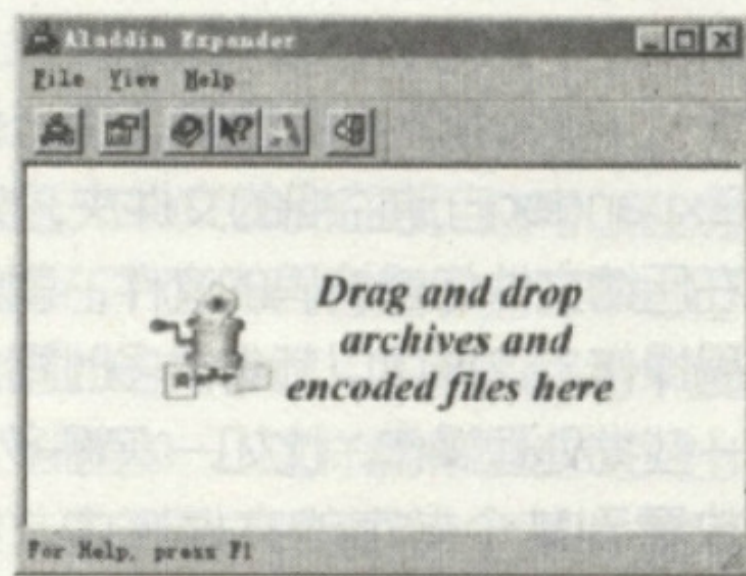 Aladdin Expander
File View Help
Drag and drop
archives and
encoded files here
For Help, press F1